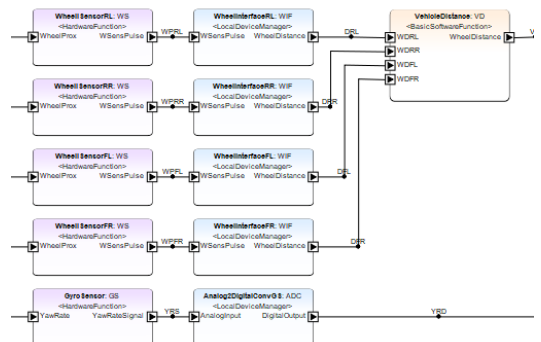 WheelSensorRL: WS
<HardwareFunction>
WheelProx WSensPulse
WPRL
WheelInterfaceRL: WIF
<LocalDeviceManager>
WSensPulse WheelDistance
DRL
VehicleDistance: VD
<BasicSoftwareFunction>
WDRL WheelDistance
WDRR
WDFL
WDFR
V
WheelSensorRR: WS
<HardwareFunction>
WheelProx WSensPulse
WPRR
WheelInterfaceRR: WIF
<LocalDeviceManager>
WSensPulse WheelDistance
DRR
WheelSensorFL: WS
<HardwareFunction>
WheelProx WSensPulse
WPFL
WheelInterfaceFL: WIF
<LocalDeviceManager>
WSensPulse WheelDistance
DFL
WheelSensorFR: WS
<HardwareFunction>
WheelProx WSensPulse
WPFR
WheelInterfaceFR: WIF
<LocalDeviceManager>
WSensPulse WheelDistance
DFR
GyroSensor: GS
<HardwareFunction>
YawRate YawRateSignal
YRS
Analog2DigitalConvGS: ADC
<LocalDeviceManager>
AnalogInput DigitalOutput
YRD